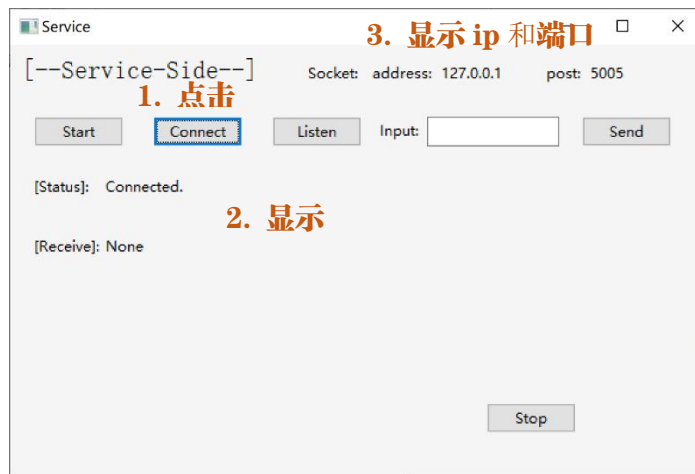 Service
3. 显示 ip 和端口
[--Service-Side--]
Socket: address: 127.0.0.1 post: 5005
1. 点击
Start Connect Listen Input: Send
[Status]: Connected.
2. 显示
[Receive]: None
Stop